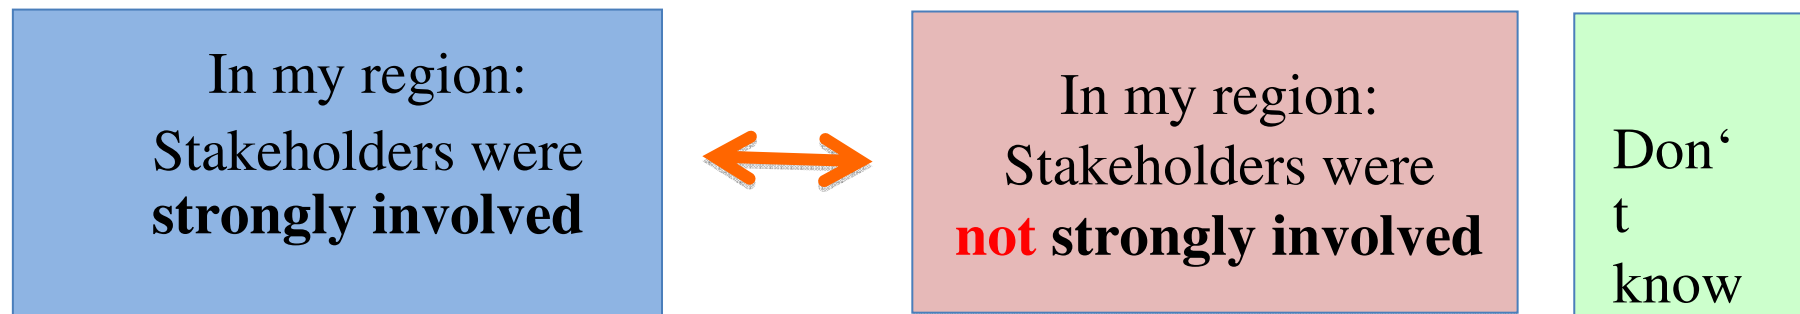 In my region:
Stakeholders were
strongly involved
In my region:
Stakeholders were
not strongly involved
Don‘
t
know